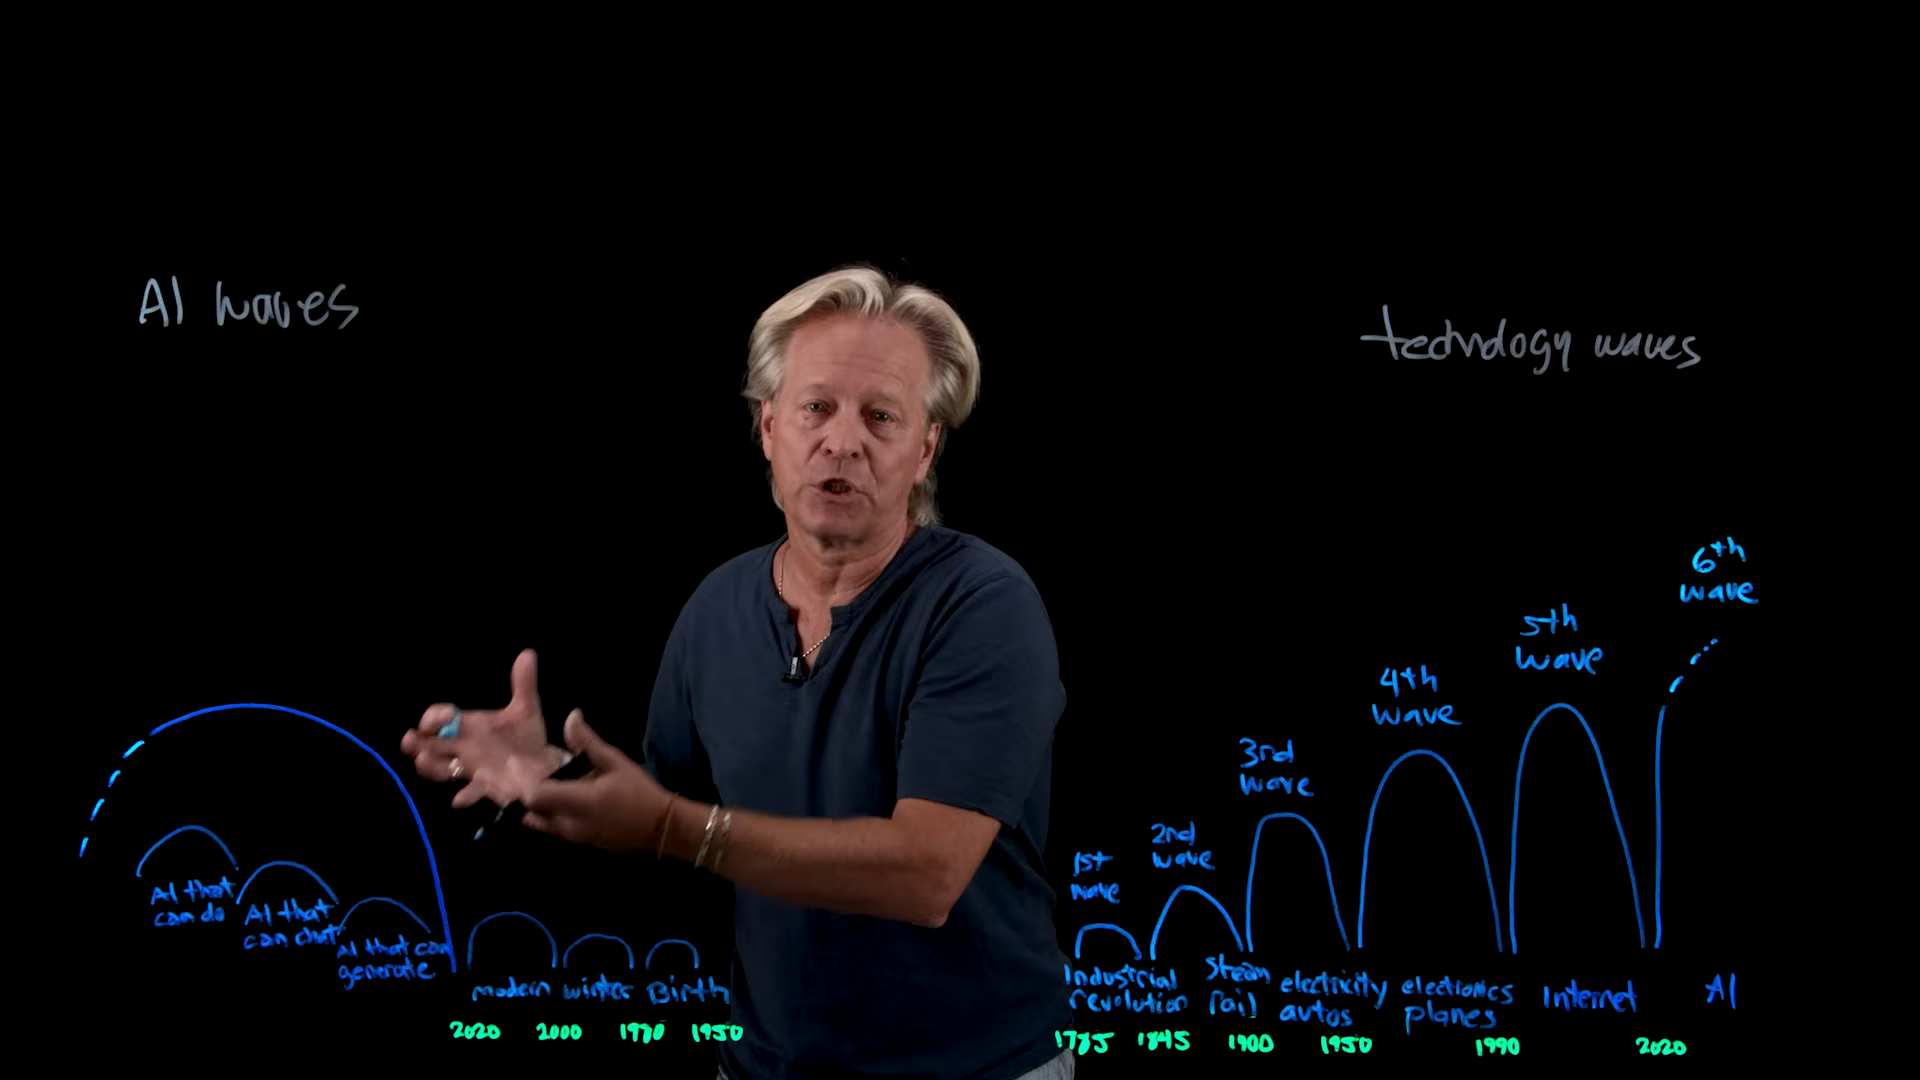 AI waves
AI that
can do
AI that
can chat
AI that can
generate
modern
winter
Birth
2020
2000
1980
1950
technology waves
1st
wave
2nd
wave
3rd
wave
4th
wave
5th
wave
6th
wave
Industrial
revolution
Steam
rail
electricity
autos
electronics
planes
Internet
AI
1785
1845
1900
1950
1990
2020